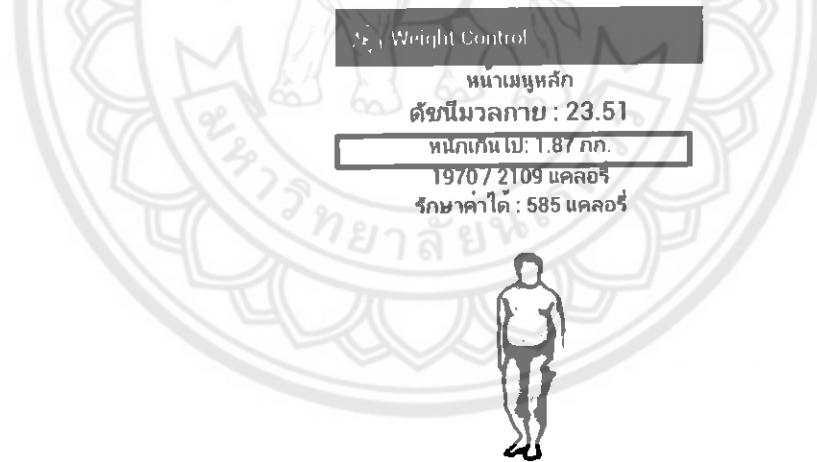 Weight Control
หน้าเมนูหลัก
ดัชนีมวลกาย : 23.51
หนักเกินไป: 1.87 กก.
1970 / 2109 แคลอรี่
รักษาค่าได้ : 585 แคลอรี่